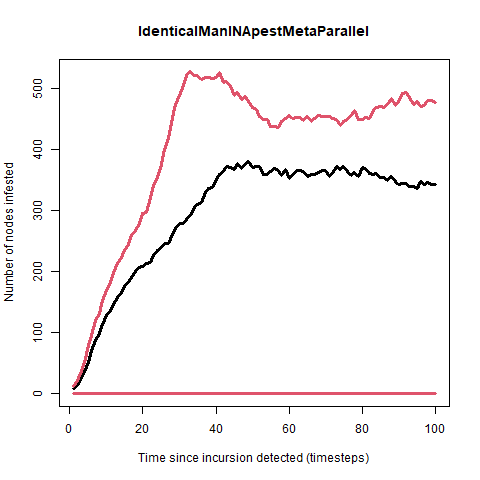 IdenticalManINApestMetaParallel
Number of nodes infested
500
400
300
200
100
0
0 20 40 60 80 100
Time since incursion detected (timesteps)